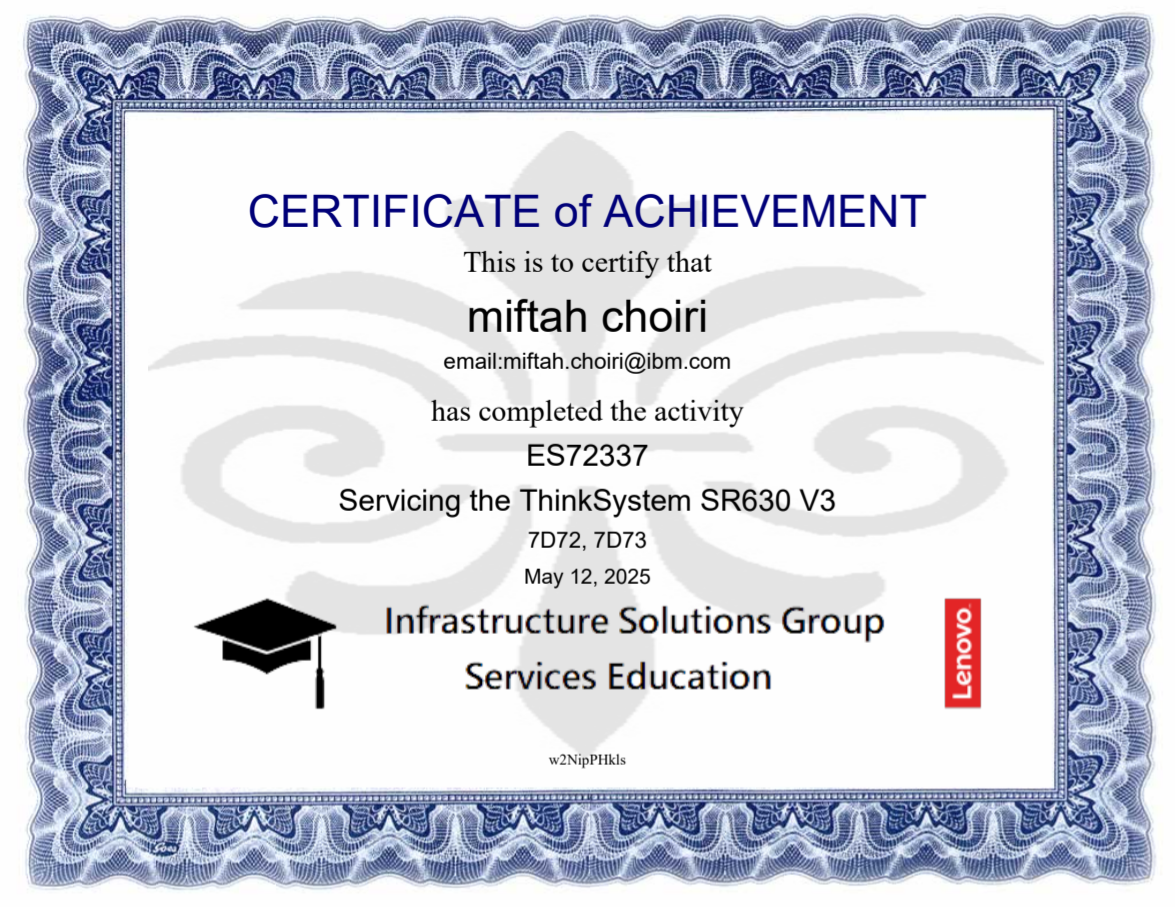 CERTIFICATE of ACHIEVEMENT
This is to certify that
miftah choiri
email:miftah.choiri@ibm.com
has completed the activity
ES72337
Servicing the ThinkSystem SR630 V3
7D72, 7D73
May 12, 2025
Infrastructure Solutions Group
Services Education
Lenovo
w2NipPHkls
Goes